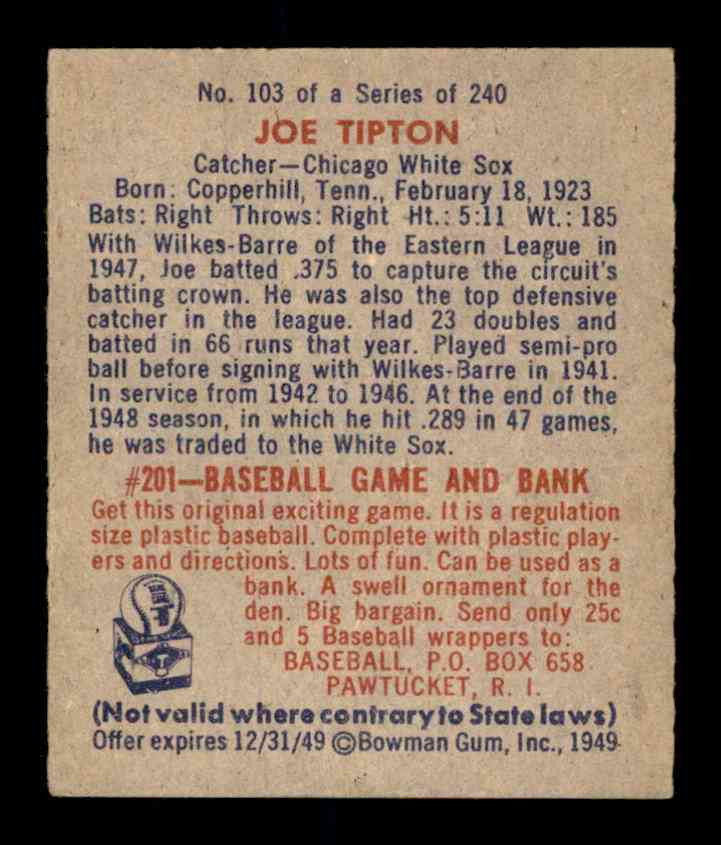 No. 103 of a Series of 240
JOE TIPTON
Catcher—Chicago White Sox
Born: Copperhill, Tenn., February 18, 1923
Bats: Right Throws: Right Ht.: 5:11 Wt.: 185
With Wilkes-Barre of the Eastern League in
1947, Joe batted .375 to capture the circuit's
batting crown. He was also the top defensive
catcher in the league. Had 23 doubles and
batted in 66 runs that year. Played semi-pro
ball before signing with Wilkes-Barre in 1941.
In service from 1942 to 1946. At the end of the
1948 season, in which he hit .289 in 47 games,
he was traded to the White Sox.
#201—BASEBALL GAME AND BANK
Get this original exciting game. It is a regulation
size plastic baseball. Complete with plastic play-
ers and directions. Lots of fun. Can be used as a
bank. A swell ornament for the
den. Big bargain. Send only 25c
and 5 Baseball wrappers to:
BASEBALL, P.O. BOX 658
PAWTUCKET, R. I.
(Not valid where contrary to State laws)
Offer expires 12/31/49 ©Bowman Gum, Inc., 1949